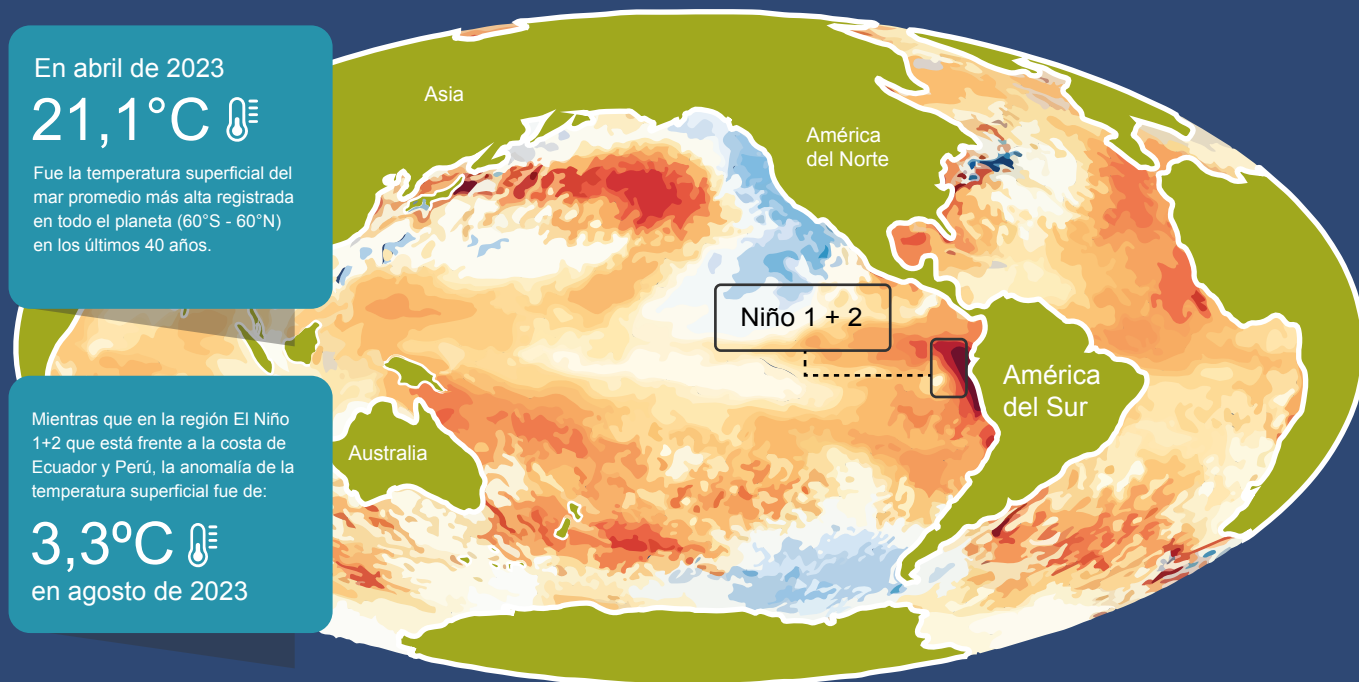 En abril de 2023
21,1°C
Fue la temperatura superficial del
mar promedio más alta registrada
en todo el planeta (60°S - 60°N)
en los últimos 40 años.
Mientras que en la región El Niño
1+2 que está frente a la costa de
Ecuador y Perú, la anomalía de la
temperatura superficial fue de:
3,3ºC
en agosto de 2023
Asia
América
del Norte
Niño 1 + 2
América
del Sur
Australia